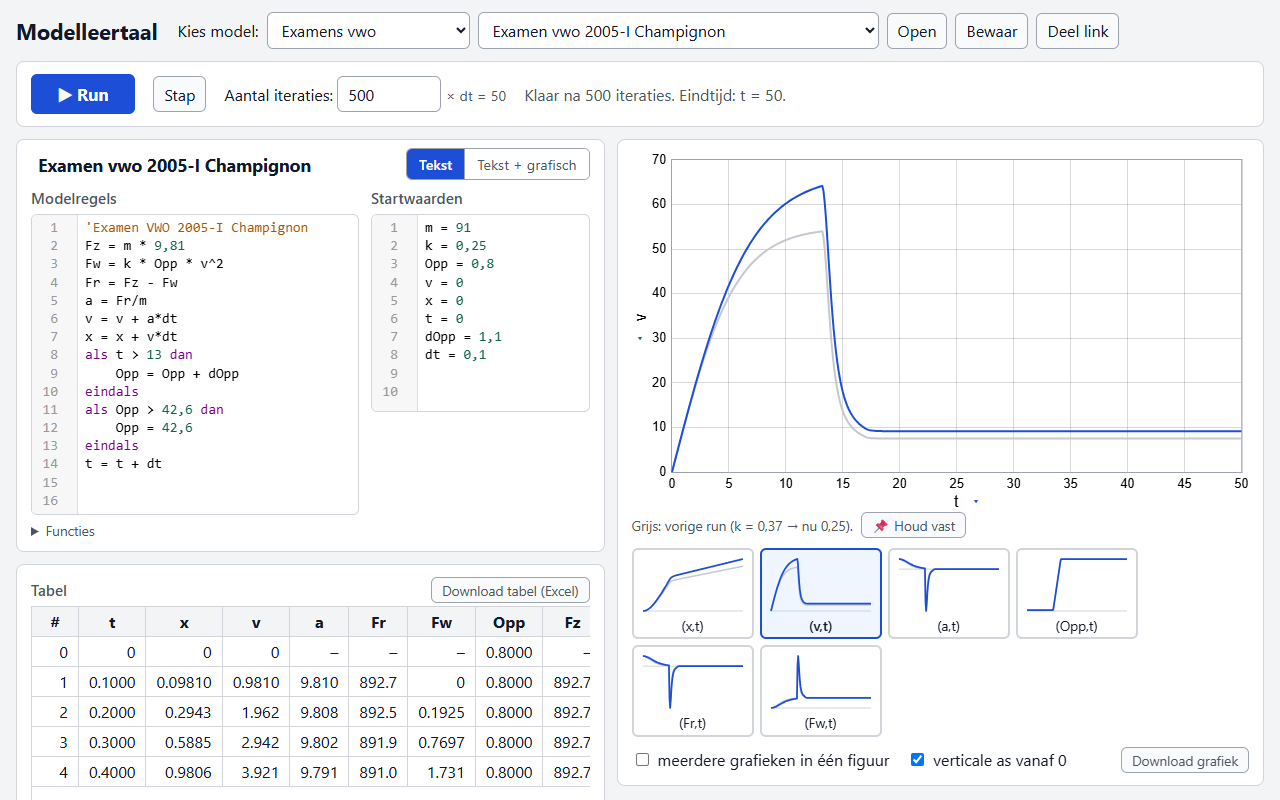 Modelleertaal Kies model: Examens vwo Examen vwo 2005-I Champignon Open Bewaar Deel link
▶ Run Stap Aantal iteraties: 500 × dt = 50 Klaar na 500 iteraties. Eindtijd: t = 50.
Examen vwo 2005-I Champignon Tekst Tekst + grafisch
Modelregels
1 'Examen VWO 2005-I Champignon
2 Fz = m * 9,81
3 Fw = k * Opp * v^2
4 Fr = Fz - Fw
5 a = Fr/m
6 v = v + a*dt
7 x = x + v*dt
8 als t > 13 dan
9 Opp = Opp + dOpp
10 eindals
11 als Opp > 42,6 dan
12 Opp = 42,6
13 eindals
14 t = t + dt
15
16
Startwaarden
1 m = 91
2 k = 0,25
3 Opp = 0,8
4 v = 0
5 x = 0
6 t = 0
7 dOpp = 1,1
8 dt = 0,1
9
10
▶ Functies
Tabel Download tabel (Excel)
# t x v a Fr Fw Opp Fz
0 0 0 0 – – – 0.8000 –
1 0.1000 0.09810 0.9810 9.810 892.7 0 0.8000 892.7
2 0.2000 0.2943 1.962 9.808 892.5 0.1925 0.8000 892.7
3 0.3000 0.5885 2.942 9.802 891.9 0.7697 0.8000 892.7
4 0.4000 0.9806 3.921 9.791 891.0 1.731 0.8000 892.7
70
60
50
40
v
30
20
10
0
0 5 10 15 20 25 30 35 40 45 50
t
Grijs: vorige run (k = 0,37 → nu 0,25). 📌 Houd vast
(x,t) (v,t) (a,t) (Opp,t)
(Fr,t) (Fw,t)
meerdere grafieken in één figuur verticale as vanaf 0 Download grafiek